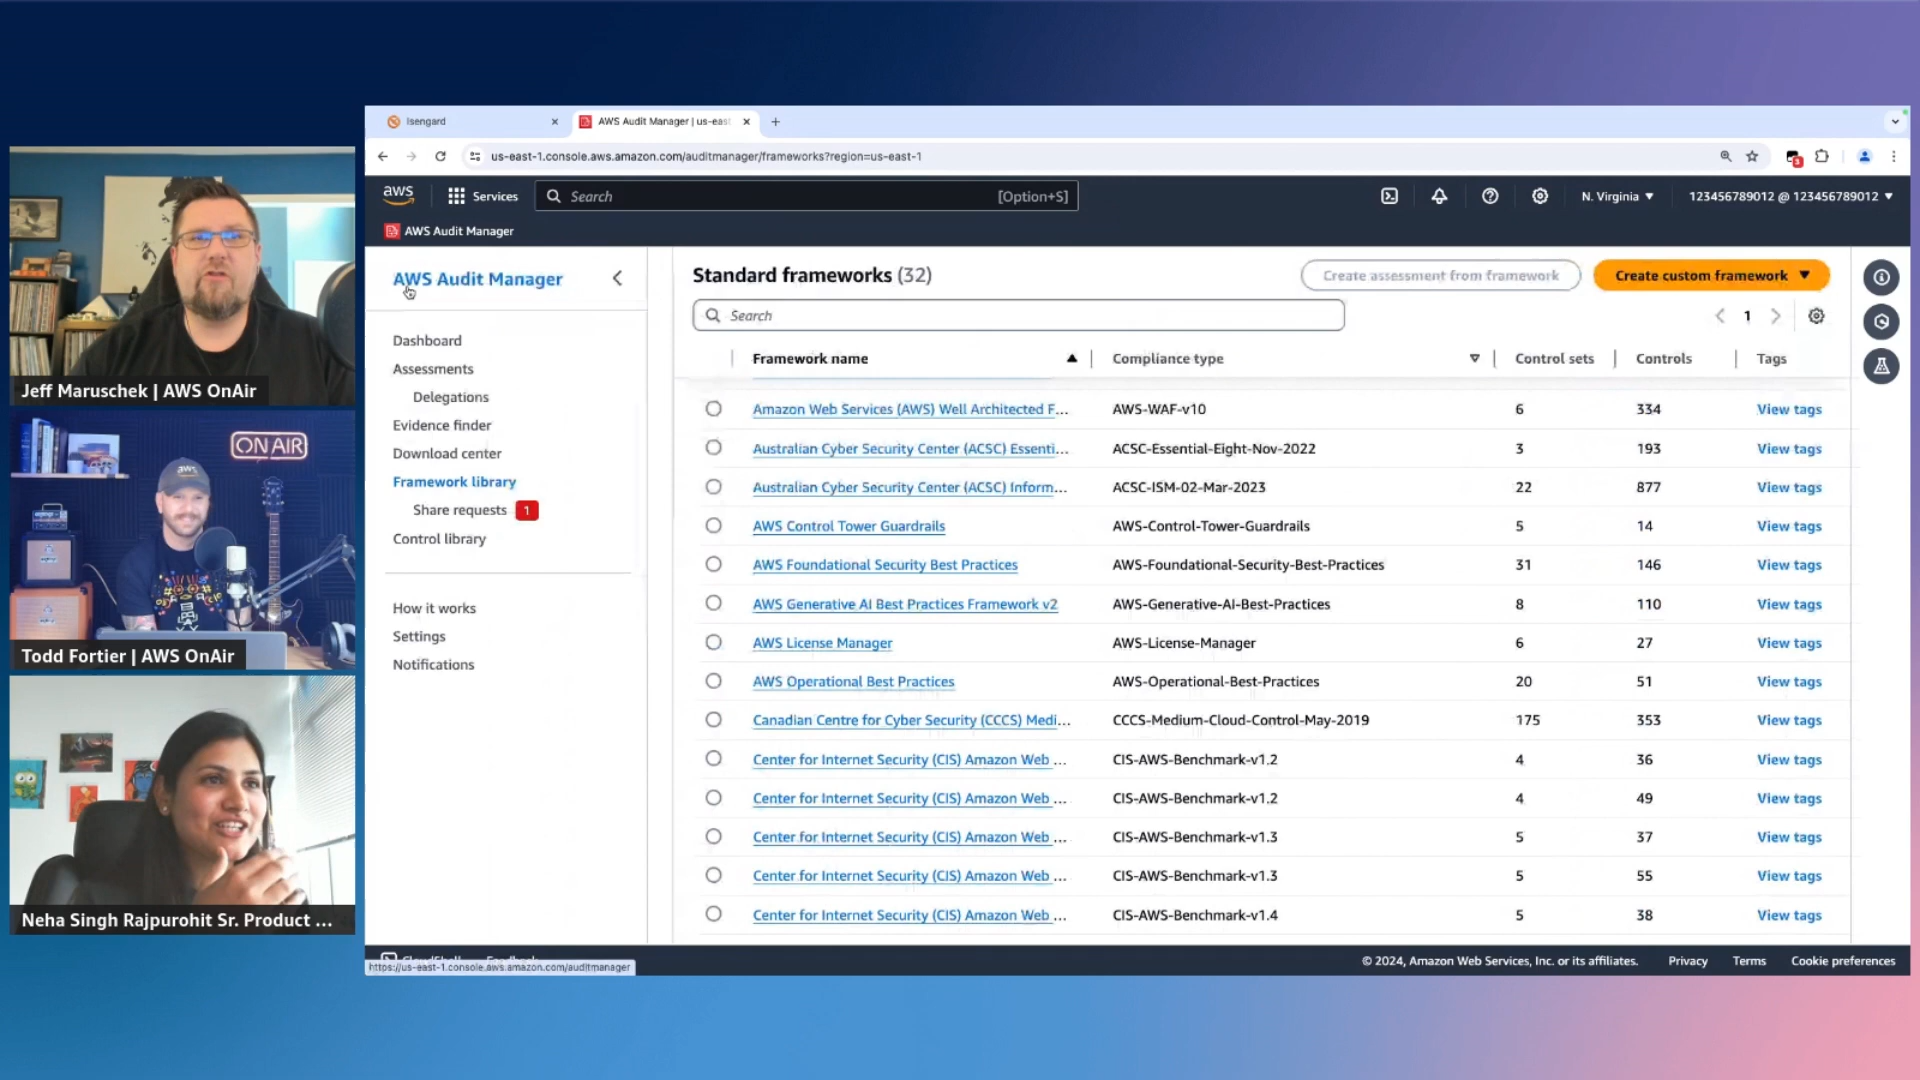 Isengard
AWS Audit Manager | us-east
us-east-1.console.aws.amazon.com/auditmanager/frameworks?region=us-east-1
aws
Services
Search
[Option+S]
N. Virginia
123456789012 @ 123456789012
AWS Audit Manager
AWS Audit Manager
Dashboard
Assessments
Delegations
Evidence finder
Download center
Framework library
Share requests 1
Control library
How it works
Settings
Notifications
Standard frameworks (32)
Create assessment from framework
Create custom framework
Search
1
Framework name Compliance type Control sets Controls Tags
Amazon Web Services (AWS) Well Architected F... AWS-WAF-v10 6 334 View tags
Australian Cyber Security Center (ACSC) Essenti... ACSC-Essential-Eight-Nov-2022 3 193 View tags
Australian Cyber Security Center (ACSC) Inform... ACSC-ISM-02-Mar-2023 22 877 View tags
AWS Control Tower Guardrails AWS-Control-Tower-Guardrails 5 14 View tags
AWS Foundational Security Best Practices AWS-Foundational-Security-Best-Practices 31 146 View tags
AWS Generative AI Best Practices Framework v2 AWS-Generative-AI-Best-Practices 8 110 View tags
AWS License Manager AWS-License-Manager 6 27 View tags
AWS Operational Best Practices AWS-Operational-Best-Practices 20 51 View tags
Canadian Centre for Cyber Security (CCCS) Medi... CCCS-Medium-Cloud-Control-May-2019 175 353 View tags
Center for Internet Security (CIS) Amazon Web ... CIS-AWS-Benchmark-v1.2 4 36 View tags
Center for Internet Security (CIS) Amazon Web ... CIS-AWS-Benchmark-v1.2 4 49 View tags
Center for Internet Security (CIS) Amazon Web ... CIS-AWS-Benchmark-v1.3 5 37 View tags
Center for Internet Security (CIS) Amazon Web ... CIS-AWS-Benchmark-v1.3 5 55 View tags
Center for Internet Security (CIS) Amazon Web ... CIS-AWS-Benchmark-v1.4 5 38 View tags
CloudShell Feedback
https://us-east-1.console.aws.amazon.com/auditmanager
© 2024, Amazon Web Services, Inc. or its affiliates. Privacy Terms Cookie preferences
Jeff Maruschek | AWS OnAir
ON AIR
aws
Todd Fortier | AWS OnAir
Neha Singh Rajpurohit Sr. Product ...